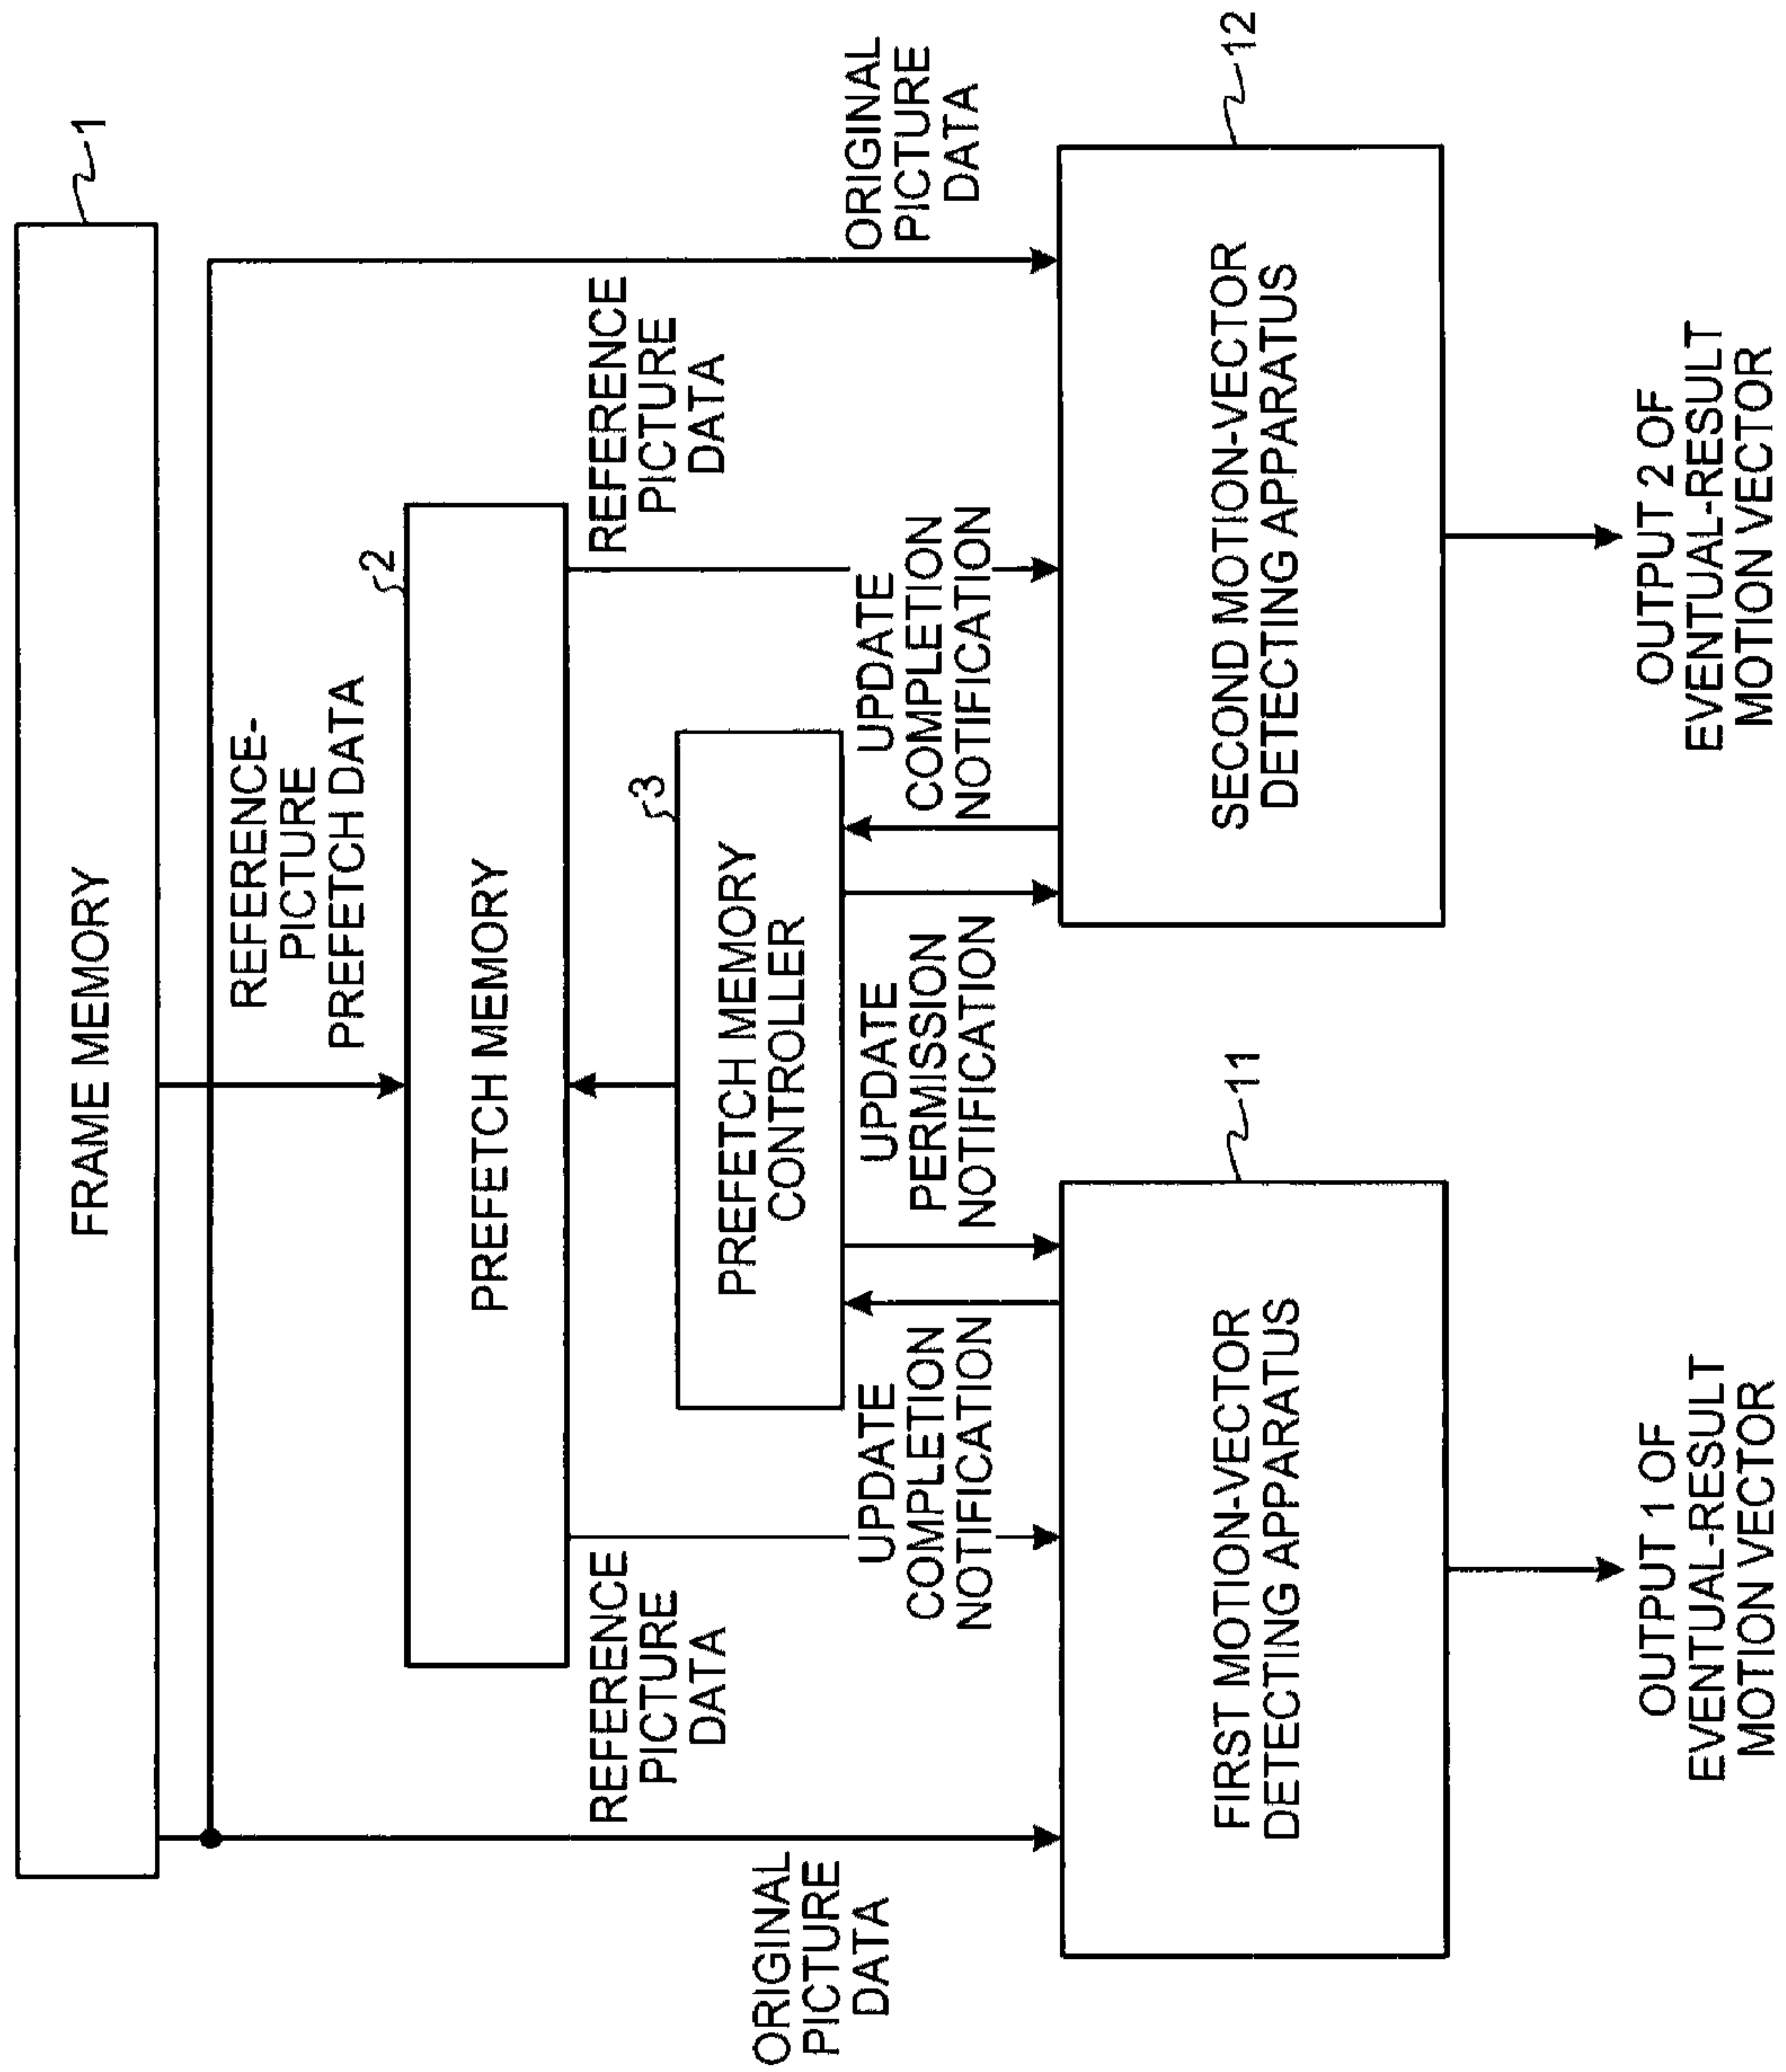 FRAME MEMORY
1
REFERENCE-
PICTURE
PREFETCH DATA
2
PREFETCH MEMORY
ORIGINAL
PICTURE
DATA
REFERENCE
PICTURE
DATA
REFERENCE
PICTURE
DATA
ORIGINAL
PICTURE
DATA
3
PREFETCH MEMORY
CONTROLLER
UPDATE
COMPLETION
NOTIFICATION
UPDATE
PERMISSION
NOTIFICATION
UPDATE
COMPLETION
NOTIFICATION
11
FIRST MOTION-VECTOR
DETECTING APPARATUS
12
SECOND MOTION-VECTOR
DETECTING APPARATUS
OUTPUT 1 OF
EVENTUAL-RESULT
MOTION VECTOR
OUTPUT 2 OF
EVENTUAL-RESULT
MOTION VECTOR